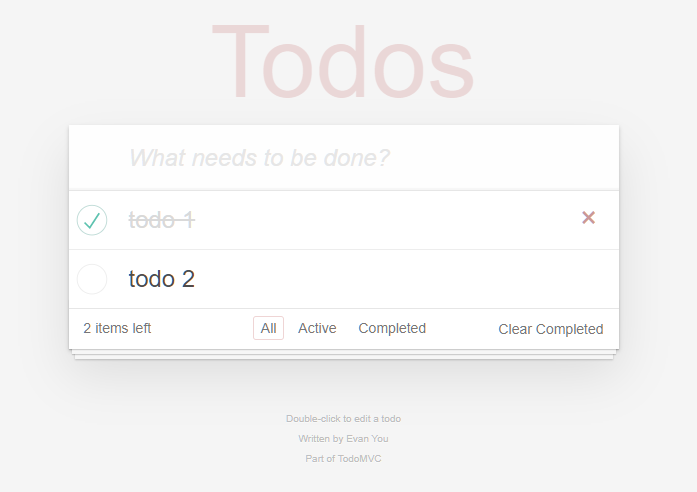 Todos
What needs to be done?
todo 1
todo 2
2 items left All Active Completed Clear Completed
Double-click to edit a todo
Written by Evan You
Part of TodoMVC